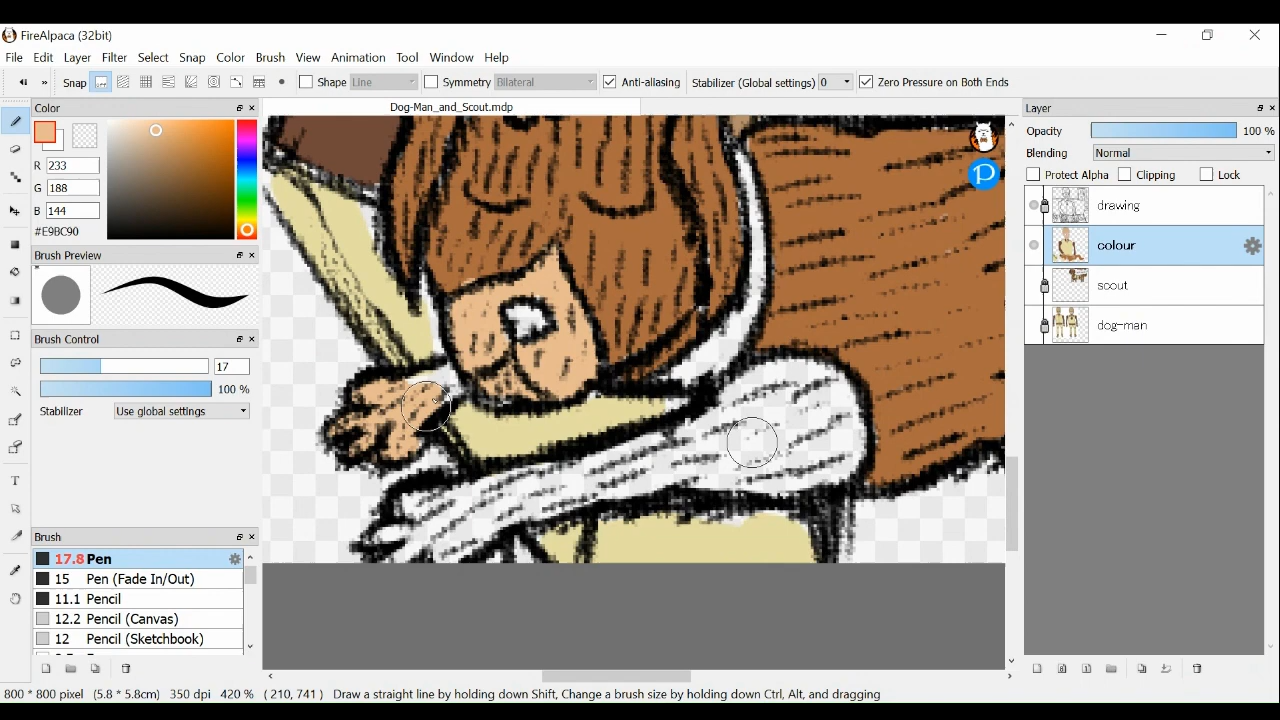 FireAlpaca (32bit)
File Edit Layer Filter Select Snap Color Brush View Animation Tool Window Help
Snap Shape Line Symmetry Bilateral Anti-aliasing Stabilizer (Global settings) 0 Zero Pressure on Both Ends
Color
R 233
G 188
B 144
#E9BC90
Brush Preview
Brush Control
17
100 %
Stabilizer Use global settings
Brush
17.8 Pen
15 Pen (Fade In/Out)
11.1 Pencil
12.2 Pencil (Canvas)
12 Pencil (Sketchbook)
Dog-Man_and_Scout.mdp
P
Layer
Opacity 100 %
Blending Normal
Protect Alpha Clipping Lock
drawing
colour
scout
dog-man
800 * 800 pixel (5.8 * 5.8cm) 350 dpi 420 % ( 210, 741 ) Draw a straight line by holding down Shift, Change a brush size by holding down Ctrl, Alt, and dragging